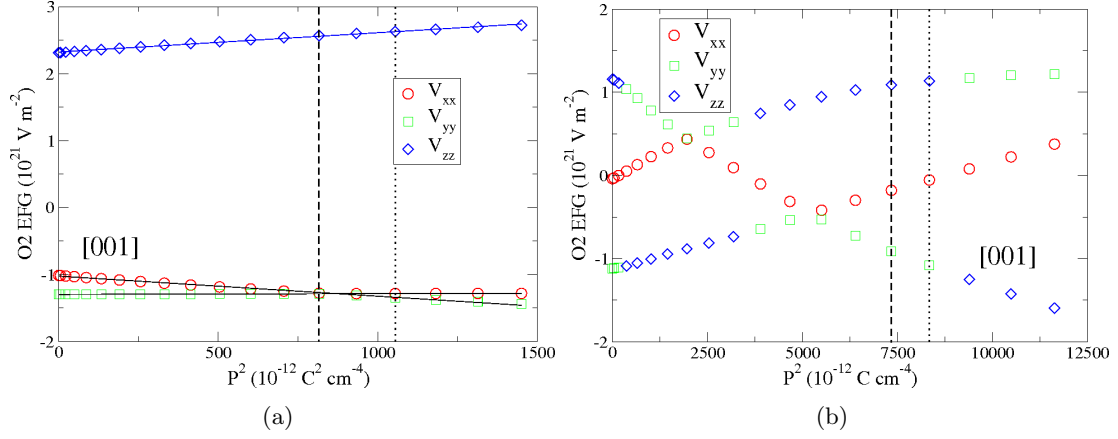 3
2
1
0
-1
-2
O2 EFG (10^21 V m^-2)
V_xx
V_yy
V_zz
[001]
0 500 1000 1500
P^2 (10^-12 C^2 cm^-4)
(a)
2
1
0
-1
-2
O2 EFG (10^21 V m^-2)
V_xx
V_yy
V_zz
[001]
0 2500 5000 7500 10000 12500
P^2 (10^-12 C cm^-4)
(b)